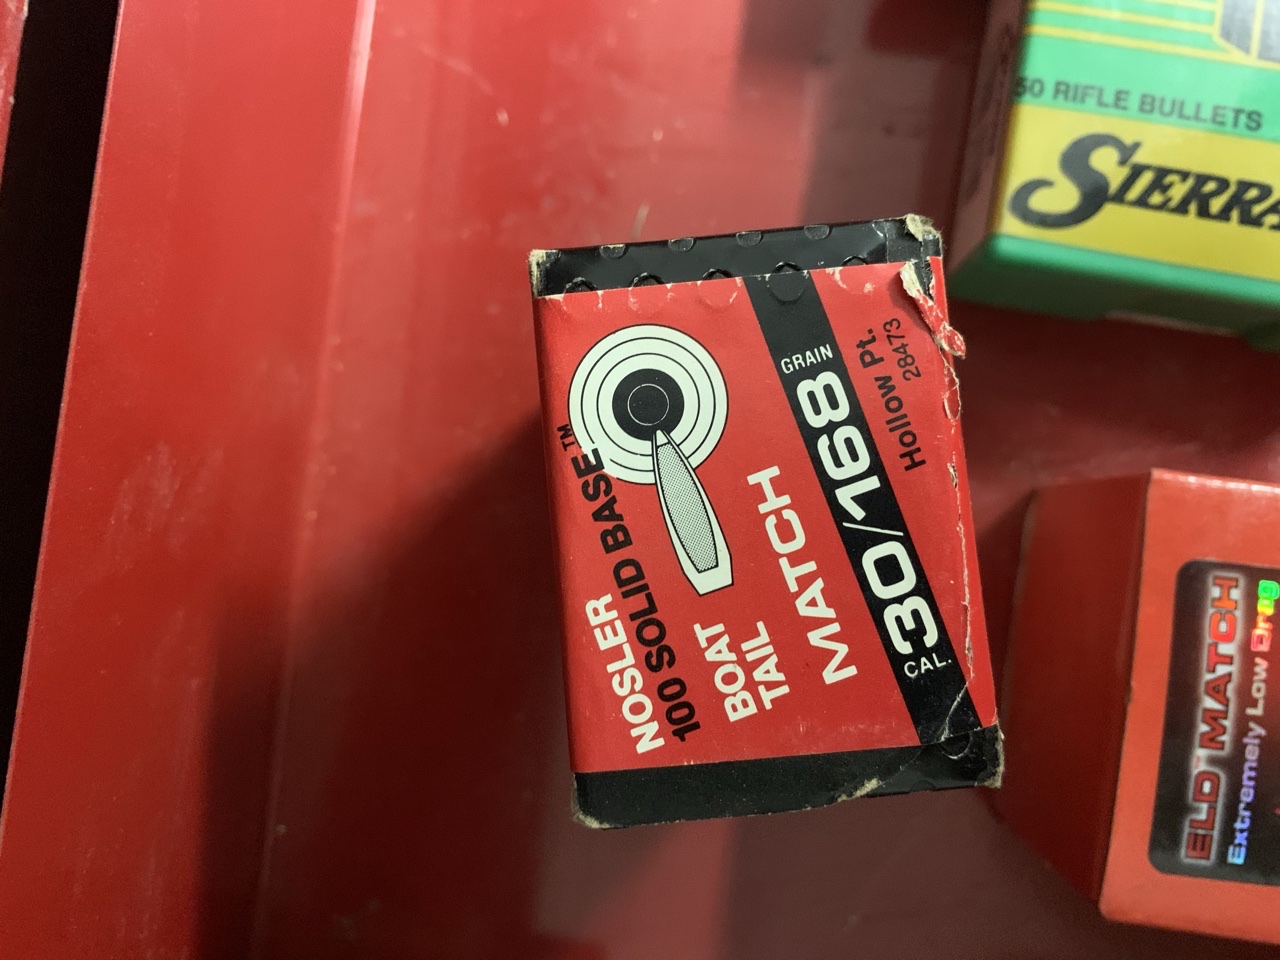 NOSLER
100 SOLID BASE™
BOAT
TAIL
MATCH
CAL. 30/168 GRAIN
Hollow Pt.
28473
50 RIFLE BULLETS
SIERRA
ELD™ MATCH
Extremely Low Drag